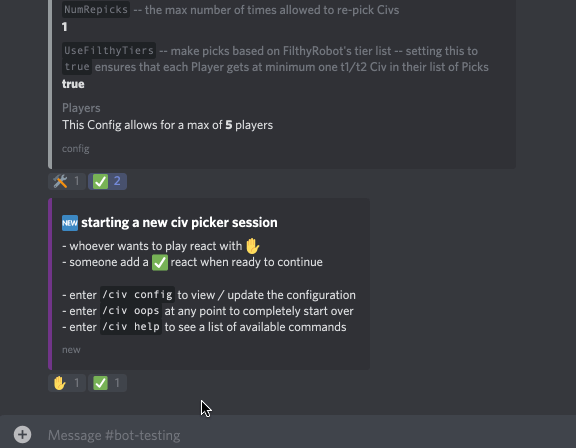 NumRepicks -- the max number of times allowed to re-pick Civs
1
UseFilthyTiers -- make picks based on FilthyRobot's tier list -- setting this to
true ensures that each Player gets at minimum one t1/t2 Civ in their list of Picks
true
Players
This Config allows for a max of 5 players
config
1
2
NEW starting a new civ picker session
- whoever wants to play react with
- someone add a react when ready to continue
- enter /civ config to view / update the configuration
- enter /civ oops at any point to completely start over
- enter /civ help to see a list of available commands
new
1
1
Message #bot-testing